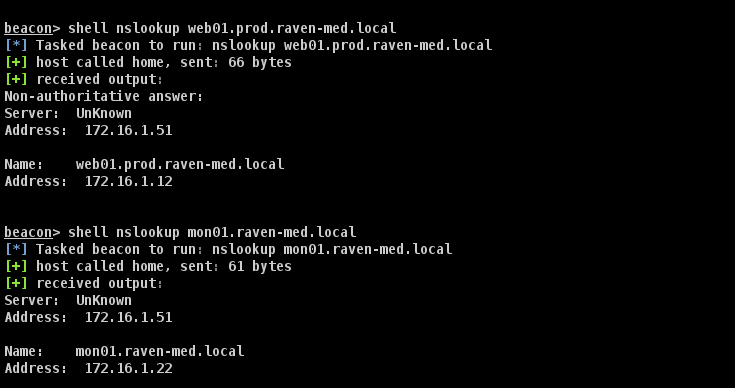 beacon> shell nslookup web01.prod.raven-med.local
[*] Tasked beacon to run: nslookup web01.prod.raven-med.local
[+] host called home, sent: 66 bytes
[+] received output:
Non-authoritative answer:
Server:  UnKnown
Address:  172.16.1.51
Name:    web01.prod.raven-med.local
Address:  172.16.1.12
beacon> shell nslookup mon01.raven-med.local
[*] Tasked beacon to run: nslookup mon01.raven-med.local
[+] host called home, sent: 61 bytes
[+] received output:
Server:  UnKnown
Address:  172.16.1.51
Name:    mon01.raven-med.local
Address:  172.16.1.22